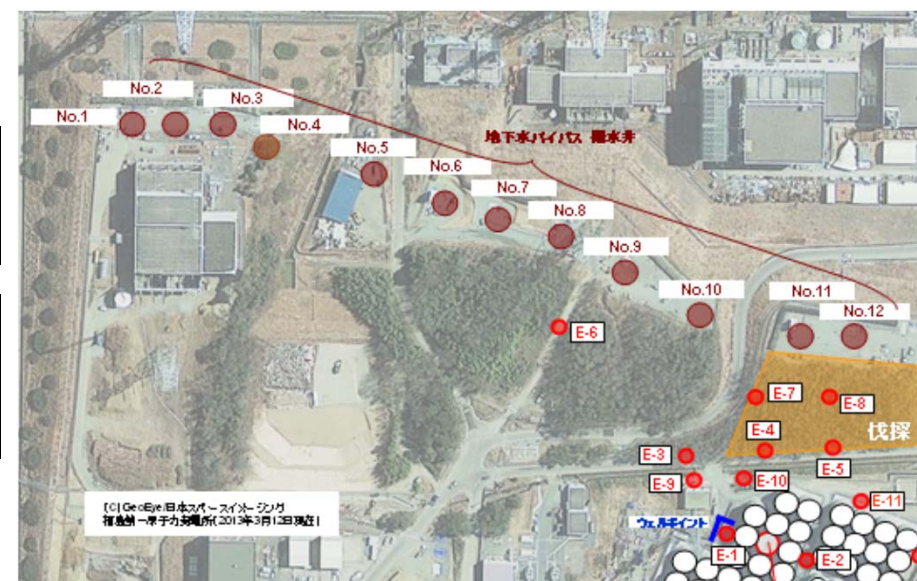 No.2
No.3
No.1
No.4
No.5
地下水バイパス 揚水井
No.6
No.7
No.8
No.9
No.10
No.11
No.12
E-6
E-7
E-8
伐採
E-4
E-3
E-5
E-9
E-10
E-11
(C)GeoEye/日本スペースイメージング
福島第一原子力発電所(2013年3月12日現在)
ウェルポイント
E-1
E-2